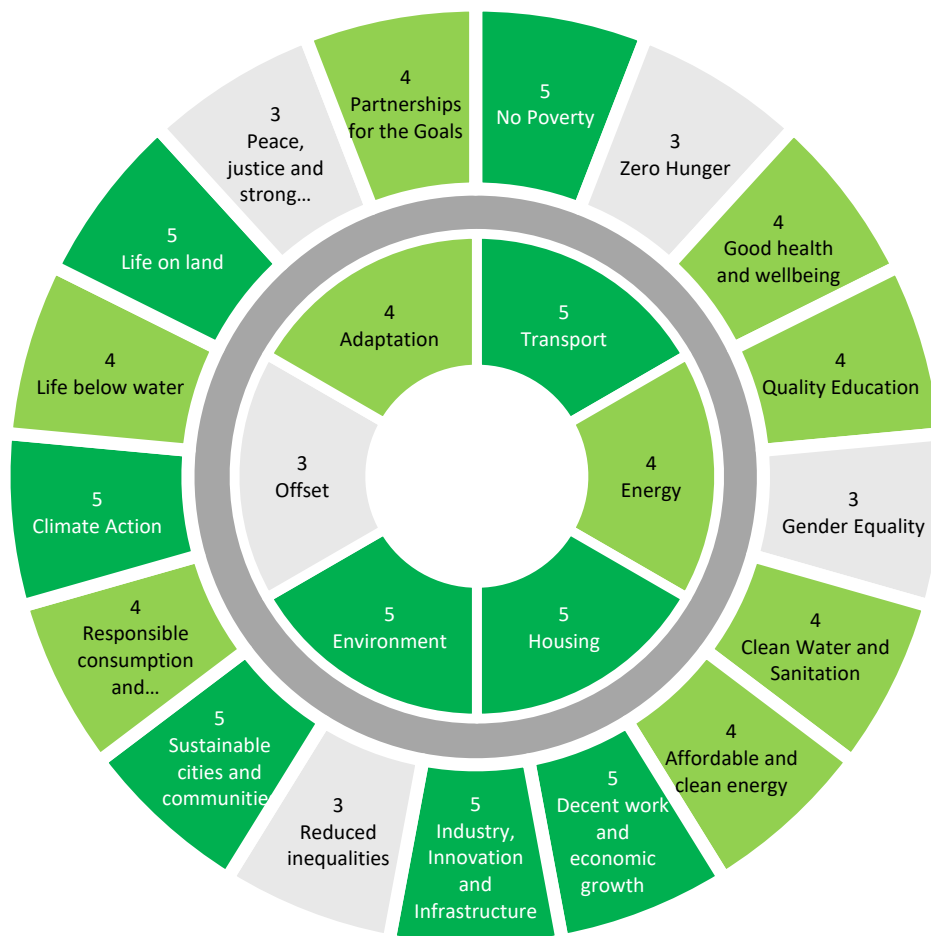 5
No Poverty
3
Zero Hunger
4
Good health
and wellbeing
4
Quality Education
3
Gender Equality
4
Clean Water and
Sanitation
4
Affordable and
clean energy
5
Decent work
and
economic
growth
5
Industry,
Innovation
and
Infrastructure
3
Reduced
inequalities
5
Sustainable
cities and
communities
4
Responsible
consumption
and…
5
Climate Action
4
Life below water
5
Life on land
3
Peace,
justice and
strong…
4
Partnerships
for the Goals
5
Transport
4
Energy
5
Housing
5
Environment
3
Offset
4
Adaptation